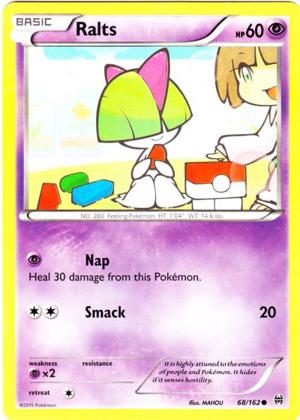 BASIC
Ralts
HP60
NO. 280 Feeling Pokémon HT: 1'04" WT: 14.6 lbs.
Nap
Heal 30 damage from this Pokémon.
Smack 20
weakness resistance
×2
retreat
It is highly attuned to the emotions
of people and Pokémon. It hides
if it senses hostility.
©2015 Pokémon
Illus. MAHOU 68/162